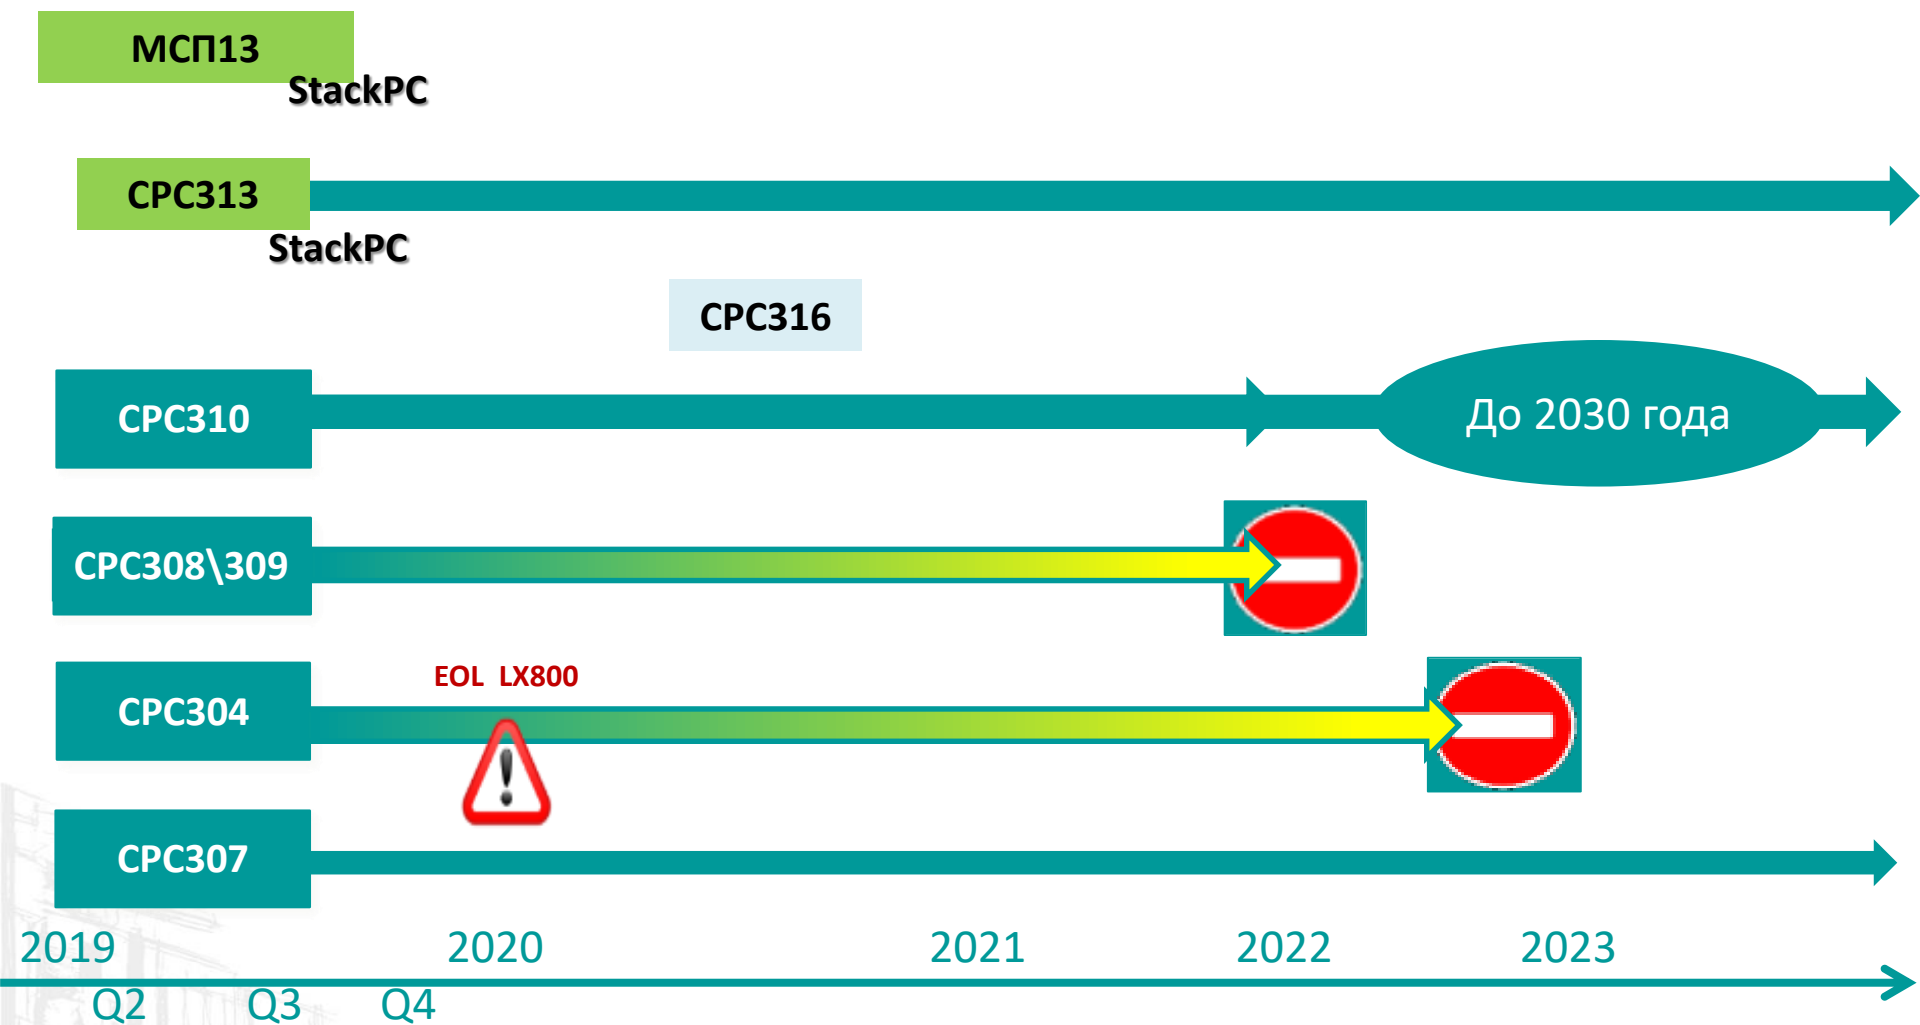 МСП13
StackPC
CPC313
StackPC
CPC316
CPC310
До 2030 года
CPC308\309
EOL LX800
CPC304
CPC307
2019 2020 2021 2022 2023
Q2 Q3 Q4